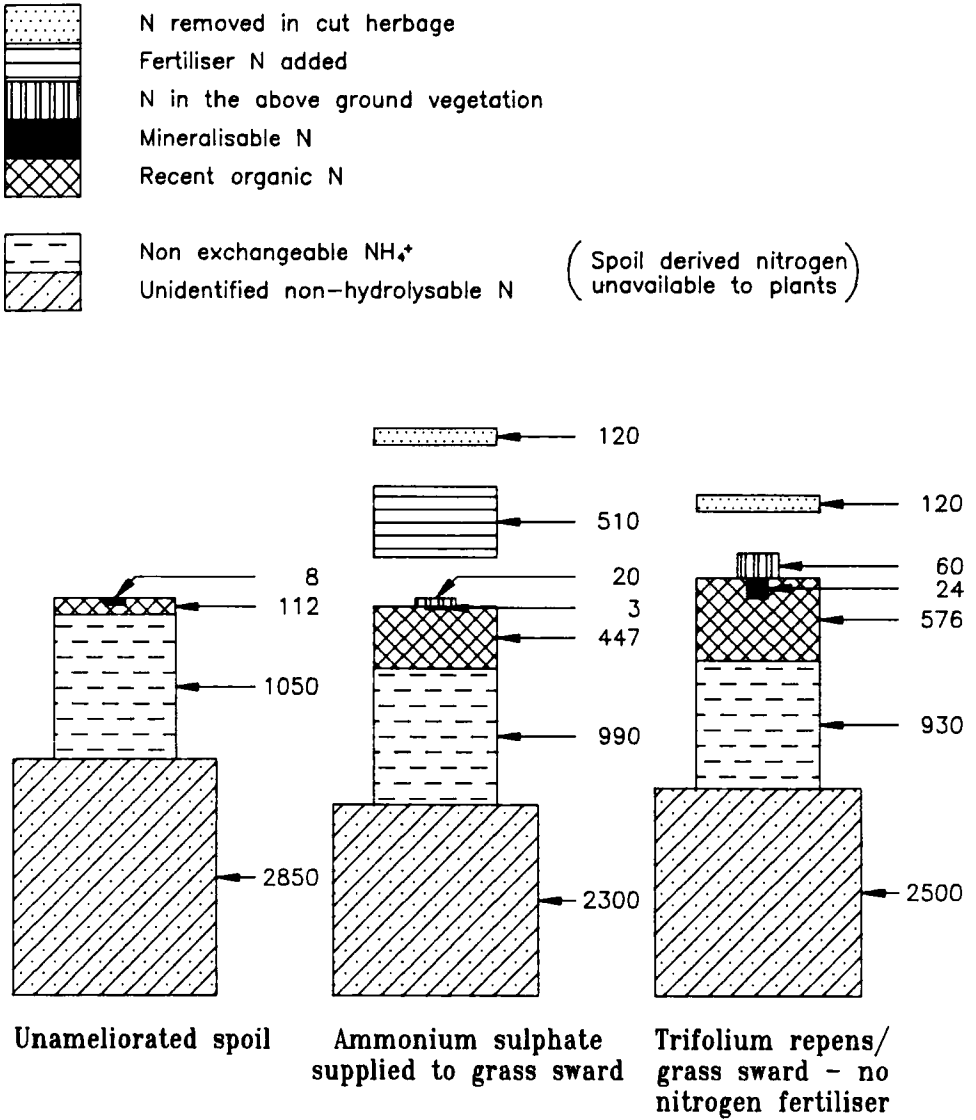 N removed in cut herbage
Fertiliser N added
N in the above ground vegetation
Mineralisable N
Recent organic N
Non exchangeable NH₄⁺
Unidentified non-hydrolysable N
(Spoil derived nitrogen
unavailable to plants)
8
112
1050
2850
Unameliorated spoil
120
510
20
3
447
990
2300
Ammonium sulphate
supplied to grass sward
120
60
24
576
930
2500
Trifolium repens/
grass sward – no
nitrogen fertiliser